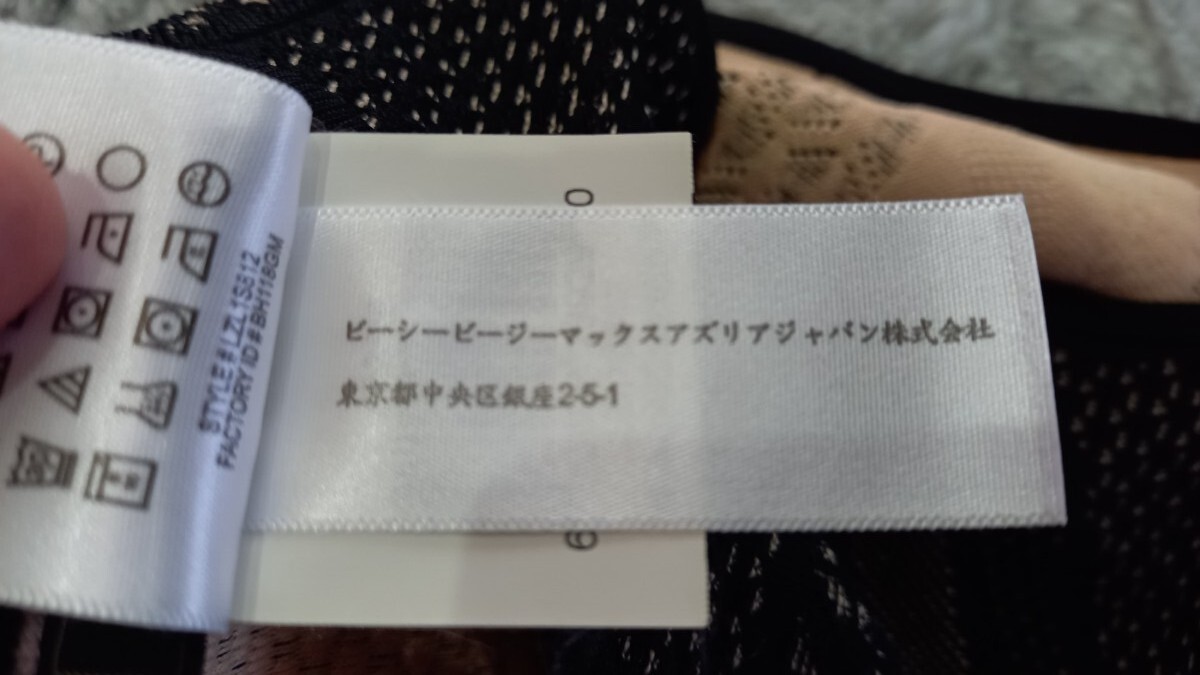 STYLE # LZL1S812
FACTORY ID # BH118GM
ビーシービージーマックスアズリアジャパン株式会社
東京都中央区銀座2-5-1
0